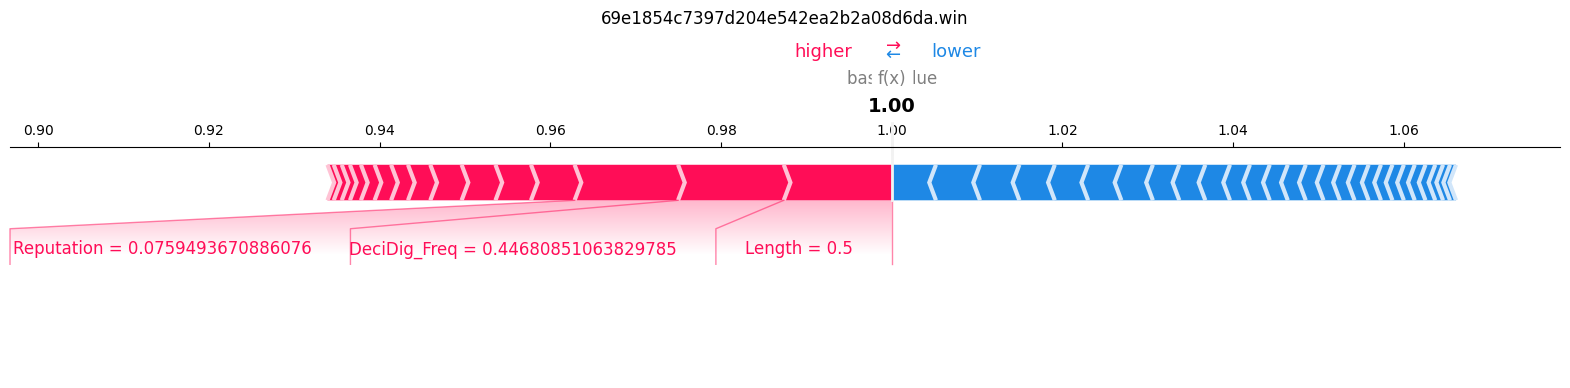 69e1854c7397d204e542ea2b2a08d6da.win
higher ⇄ lower
f(x)
1.00
0.90 0.92 0.94 0.96 0.98 1.00 1.02 1.04 1.06
Reputation = 0.0759493670886076 DeciDig_Freq = 0.44680851063829785 Length = 0.5